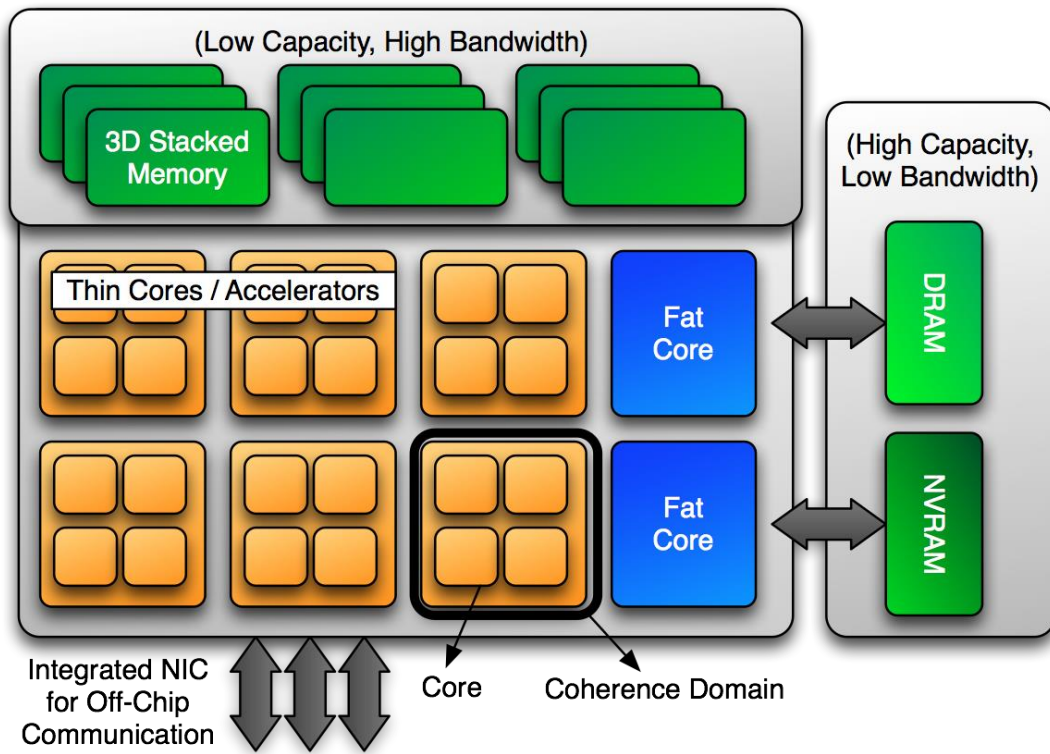 (Low Capacity, High Bandwidth)
3D Stacked
Memory
(High Capacity,
Low Bandwidth)
Thin Cores / Accelerators
Fat
Core
DRAM
Fat
Core
NVRAM
Integrated NIC
for Off-Chip
Communication
Core
Coherence Domain